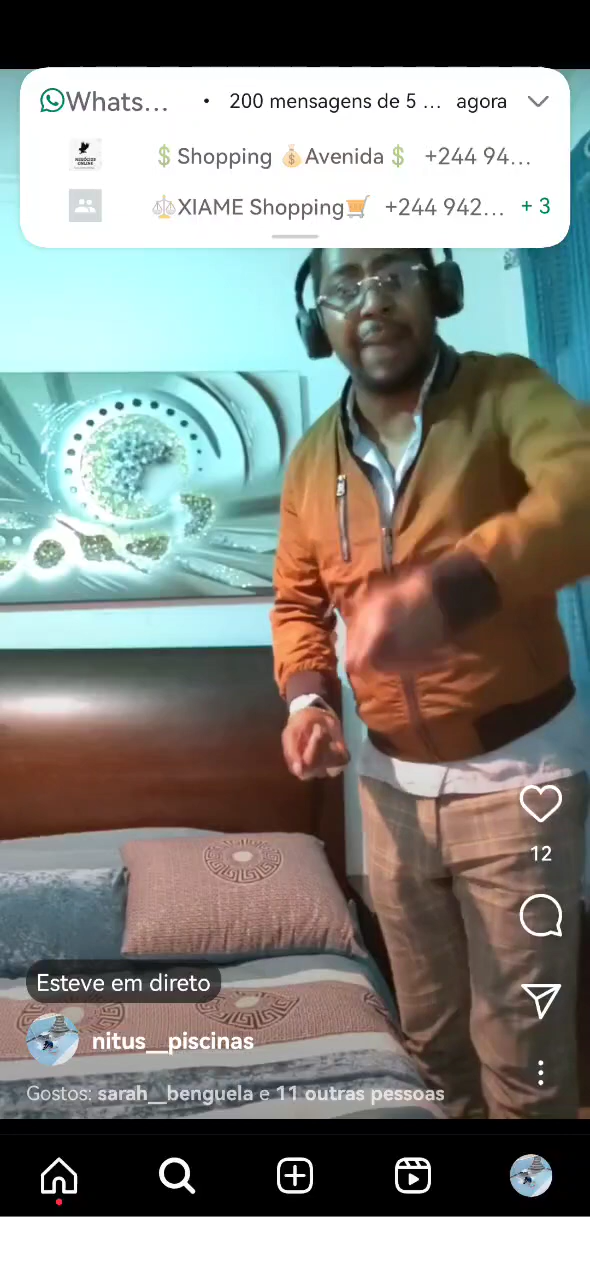 Whats... • 200 mensagens de 5 ... agora
💲Shopping 💰Avenida💲 +244 94...
⚖️XIAME Shopping🛒 +244 942... + 3
12
Esteve em direto
nitus__piscinas
Gostos: sarah__benguela e 11 outras pessoas